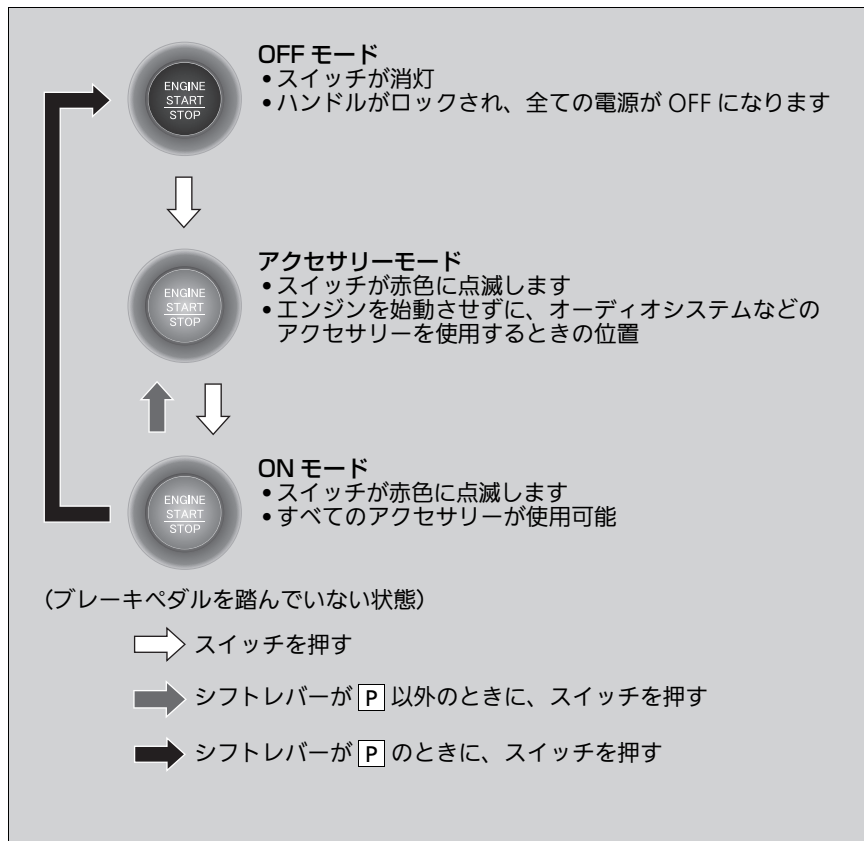 ENGINE
START
STOP
OFF モード
•スイッチが消灯
•ハンドルがロックされ、全ての電源が OFF になります
ENGINE
START
STOP
アクセサリーモード
•スイッチが赤色に点滅します
•エンジンを始動させずに、オーディオシステムなどの
アクセサリーを使用するときの位置
ENGINE
START
STOP
ON モード
•スイッチが赤色に点滅します
•すべてのアクセサリーが使用可能
(ブレーキペダルを踏んでいない状態)
スイッチを押す
シフトレバーが P 以外のときに、スイッチを押す
シフトレバーが P のときに、スイッチを押す